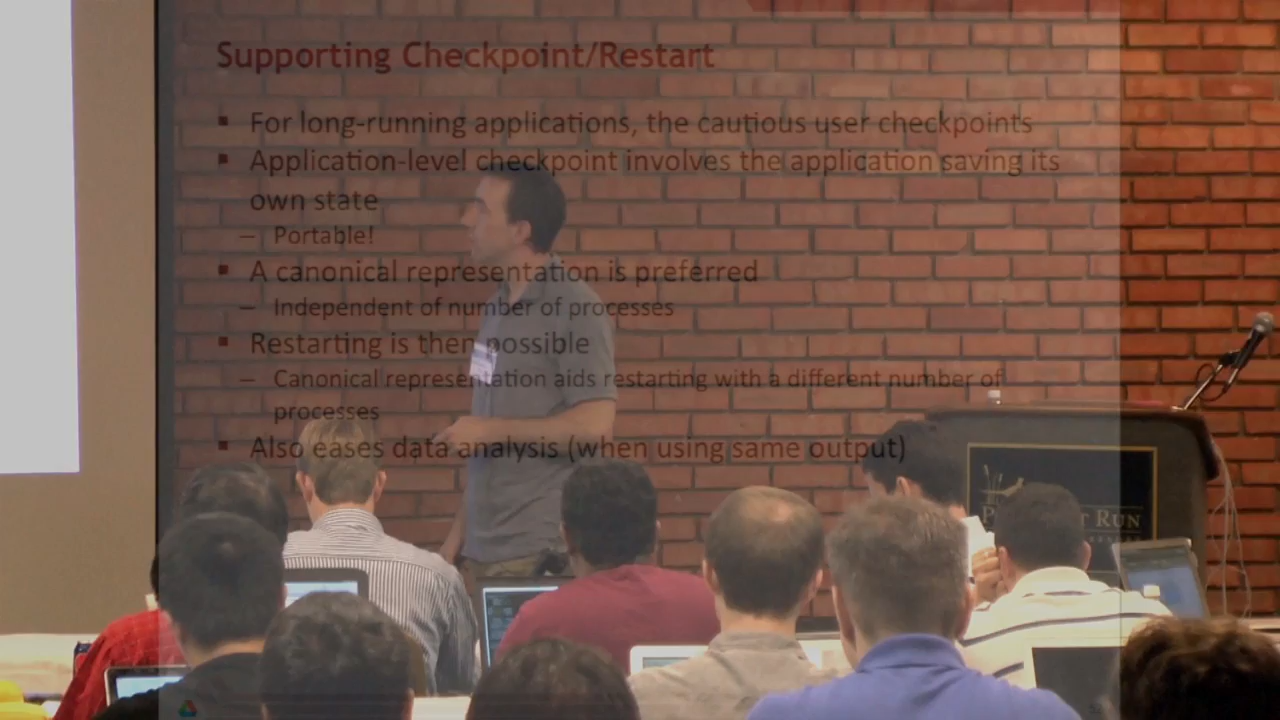 Supporting Checkpoint/Restart
▪ For long-running applications, the cautious user checkpoints
▪ Application-level checkpoint involves the application saving its
own state
– Portable!
▪ A canonical representation is preferred
– Independent of number of processes
▪ Restarting is then possible
– Canonical representation aids restarting with a different number of
processes
▪ Also eases data analysis (when using same output)
Run